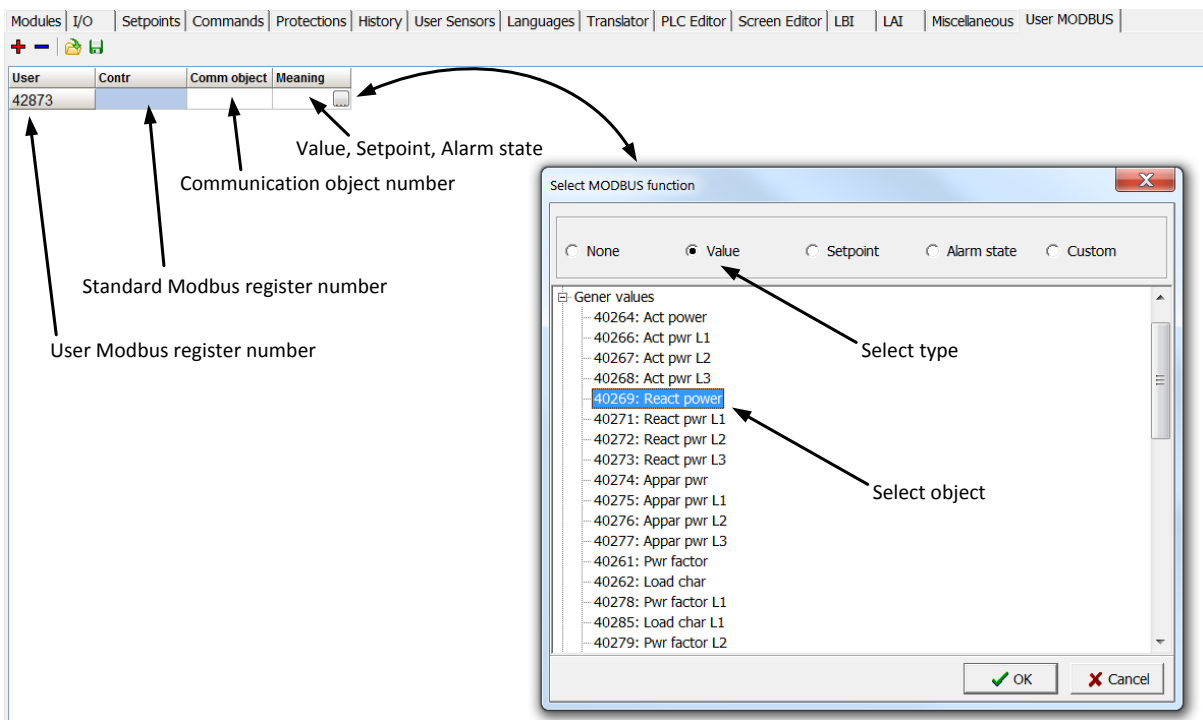 Modules I/O Setpoints Commands Protections History User Sensors Languages Translator PLC Editor Screen Editor LBI LAI Miscellaneous User MODBUS
User Contr Comm object Meaning
42873 ...
Value, Setpoint, Alarm state
Communication object number
Standard Modbus register number
User Modbus register number
Select MODBUS function
None Value Setpoint Alarm state Custom
Gener values
40264: Act power
40266: Act pwr L1
40267: Act pwr L2
40268: Act pwr L3
40269: React power
40271: React pwr L1
40272: React pwr L2
40273: React pwr L3
40274: Appar pwr
40275: Appar pwr L1
40276: Appar pwr L2
40277: Appar pwr L3
40261: Pwr factor
40262: Load char
40278: Pwr factor L1
40285: Load char L1
40279: Pwr factor L2
Select type
Select object
OK Cancel